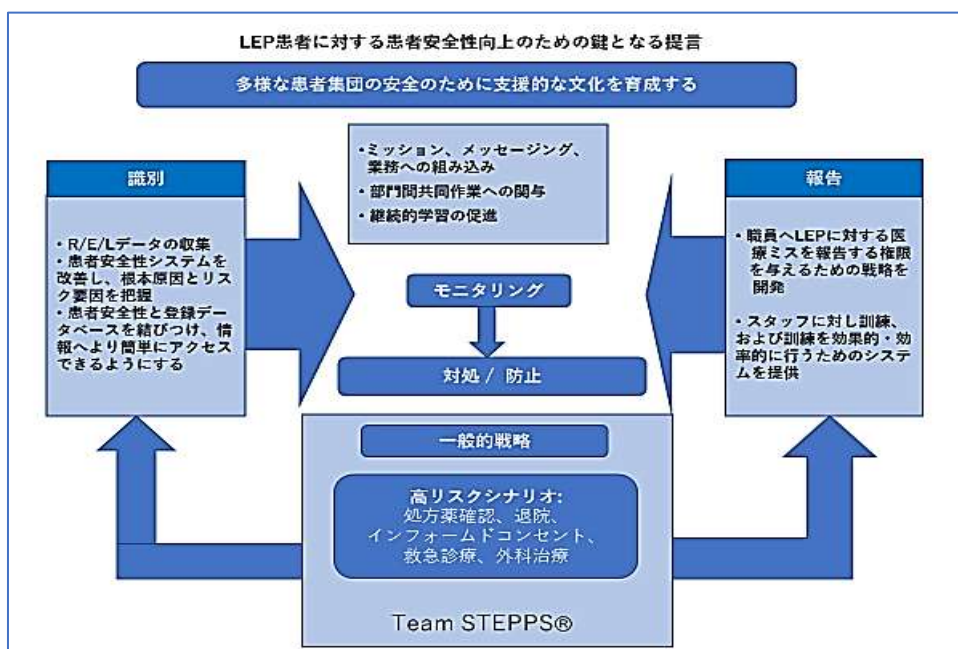 LEP患者に対する患者安全性向上のための鍵となる提言
多様な患者集団の安全のために支援的な文化を育成する
・ミッション、メッセージング、
業務への組み込み
・部門間共同作業への関与
・継続的学習の促進
識別
・R/E/Lデータの収集
・患者安全性システムを
改善し、根本原因とリス
ク要因を把握
・患者安全性と登録デー
タベースを結びつけ、情
報へより簡単にアクセス
できるようにする
報告
・職員へLEPに対する医
療ミスを報告する権限
を与えるための戦略を
開発
・スタッフに対し訓練、
および訓練を効果的・効
率的に行うためのシステ
ムを提供
モニタリング
対処 / 防止
一般的戦略
高リスクシナリオ:
処方薬確認、退院、
インフォームドコンセント、
救急診療、外科治療
Team STEPPS®